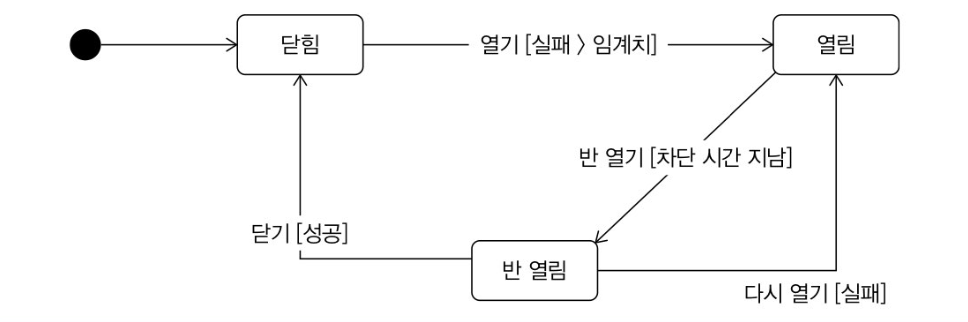 닫힘
열기 [실패 > 임계치]
열림
반 열기 [차단 시간 지남]
닫기 [성공]
반 열림
다시 열기 [실패]